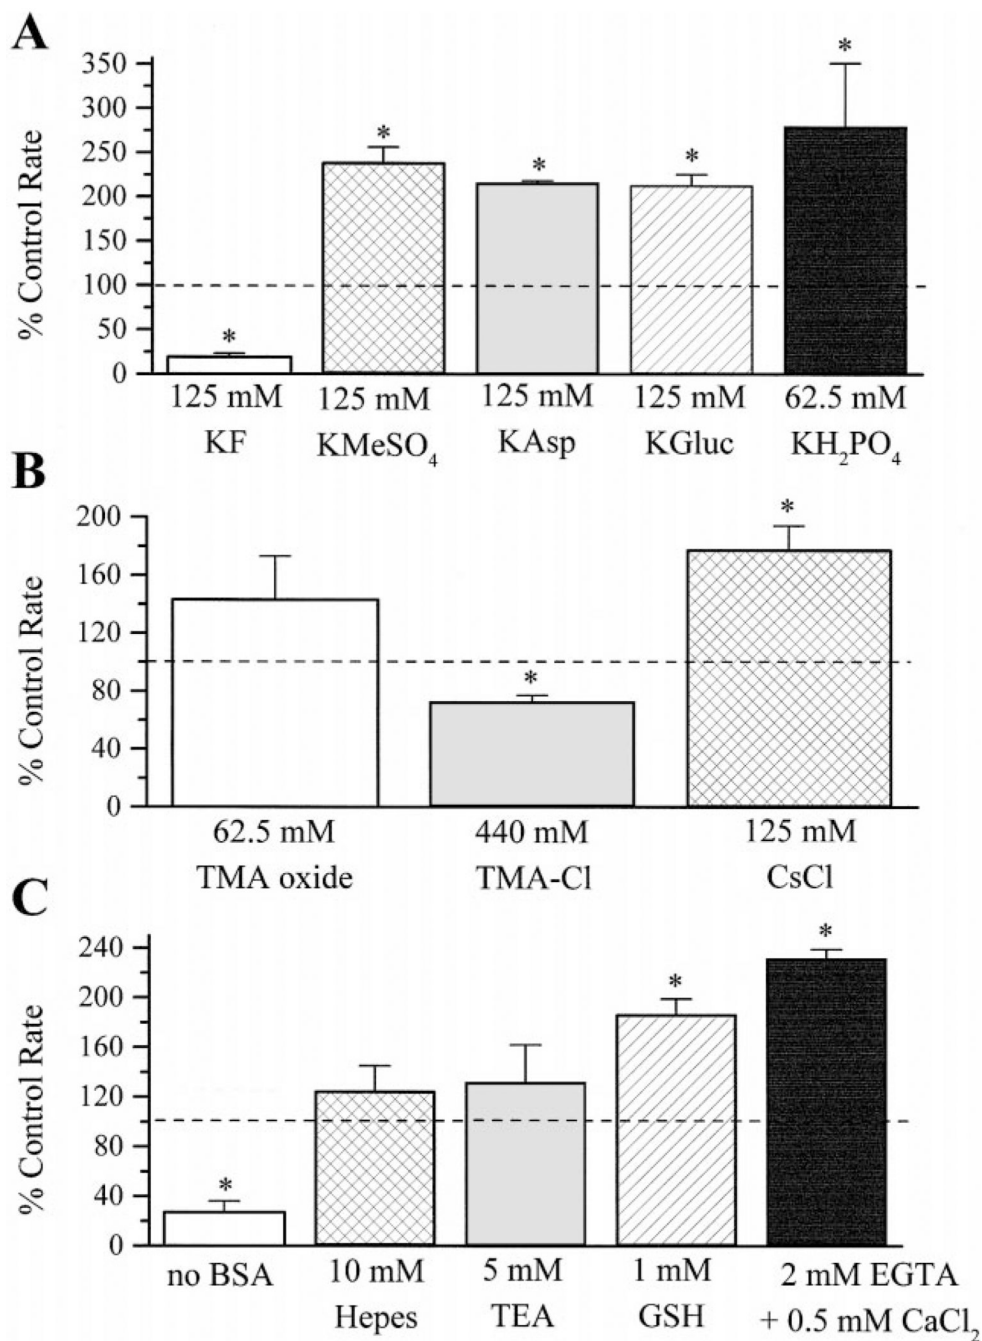 A
350
300
250
200
150
100
50
0
% Control Rate
* * * * *
125 mM 125 mM 125 mM 125 mM 62.5 mM
KF KMeSO₄ KAsp KGluc KH₂PO₄
B
200
160
120
80
40
0
% Control Rate
* *
62.5 mM 440 mM 125 mM
TMA oxide TMA-Cl CsCl
C
240
200
160
120
80
40
0
% Control Rate
* * *
no BSA 10 mM 5 mM 1 mM 2 mM EGTA
Hepes TEA GSH + 0.5 mM CaCl₂